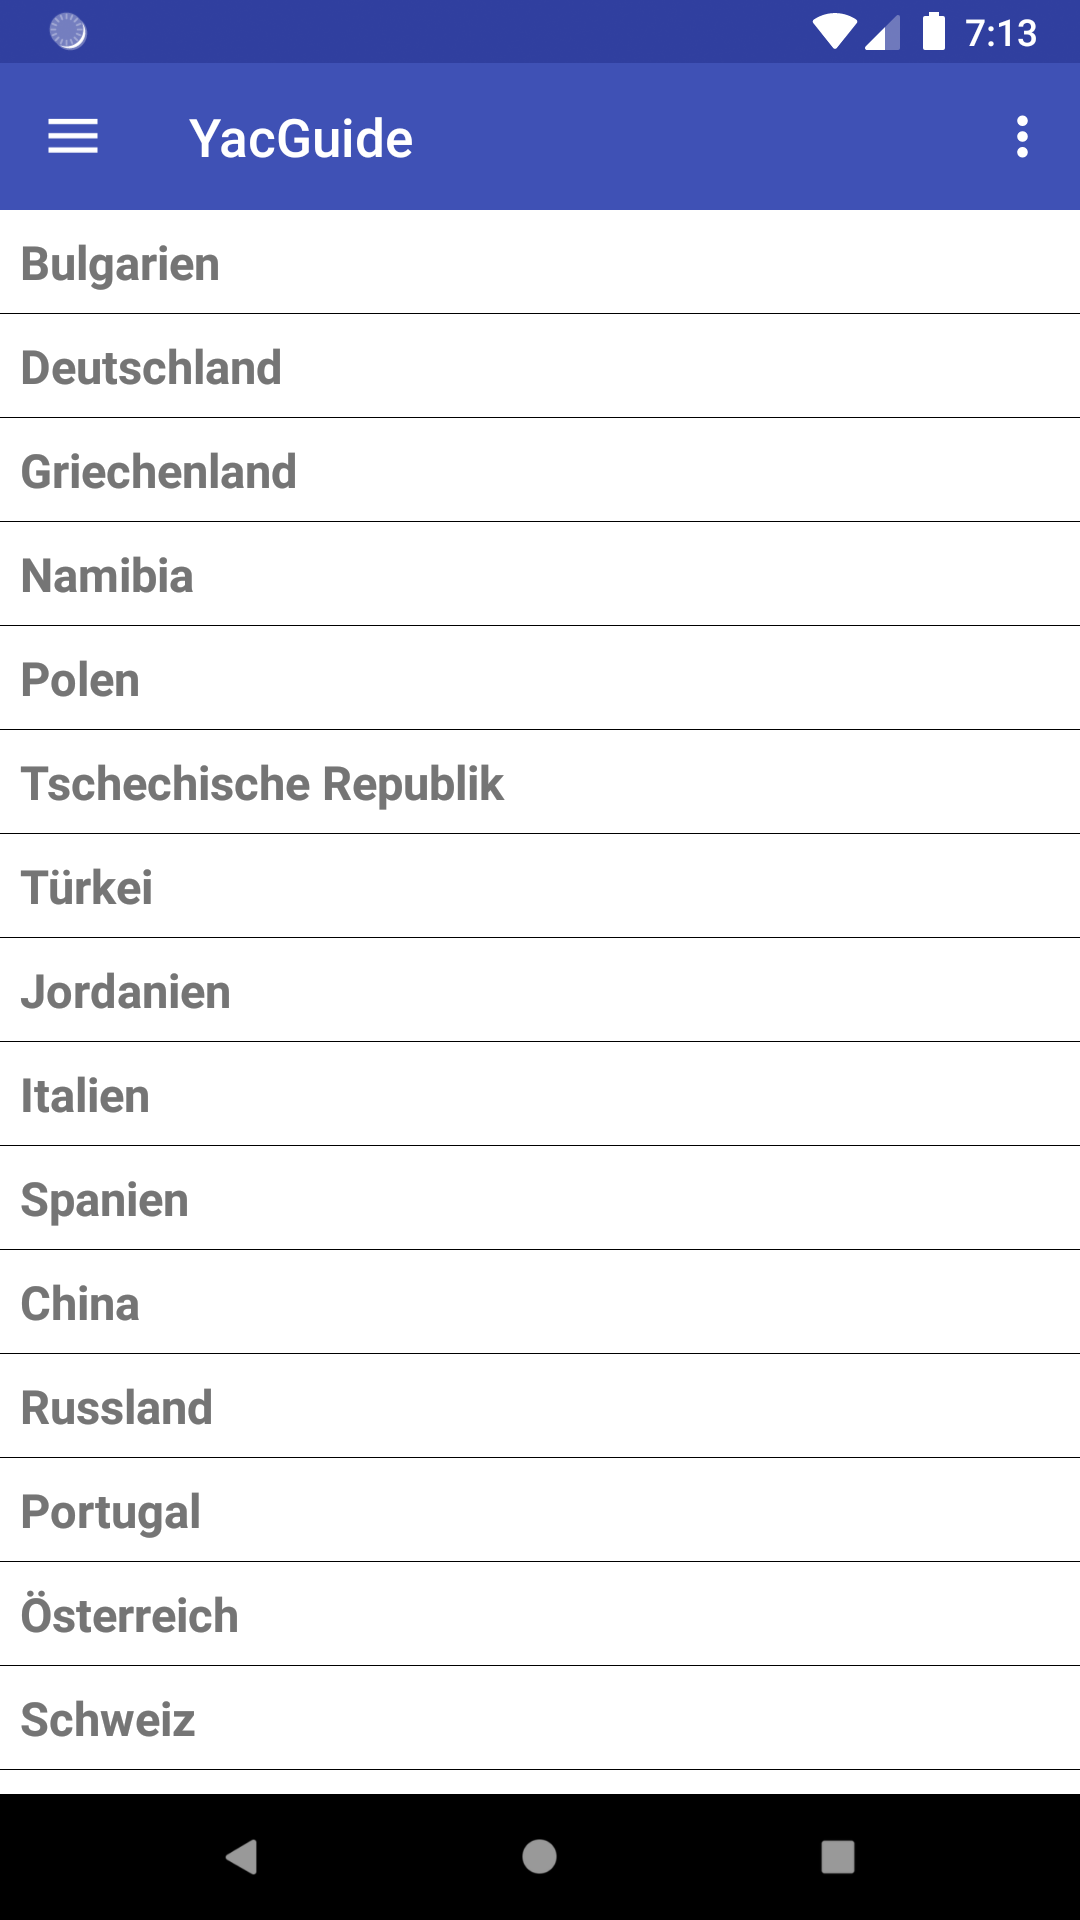 7:13
YacGuide
Bulgarien
Deutschland
Griechenland
Namibia
Polen
Tschechische Republik
Türkei
Jordanien
Italien
Spanien
China
Russland
Portugal
Österreich
Schweiz